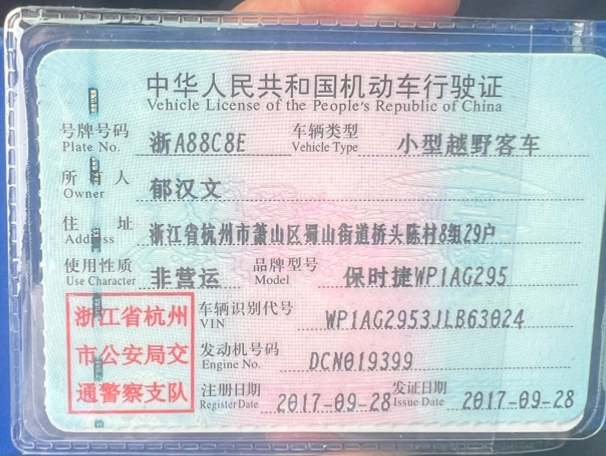 中华人民共和国机动车行驶证
Vehicle License of the People's Republic of China
号牌号码 浙A88C8E 车辆类型 小型越野客车
Plate No. Vehicle Type
所有人 郁汉文
Owner
住址 浙江省杭州市萧山区蜀山街道桥头陈村8组29户
Address
使用性质 非营运 品牌型号 保时捷WP1AG295
Use Character Model
浙江省杭州
市公安局交
通警察支队
车辆识别代号 WP1AG2953JLB63024
VIN
发动机号码 DCN019399
Engine No.
注册日期 2017-09-28 发证日期 2017-09-28
Register Date Issue Date